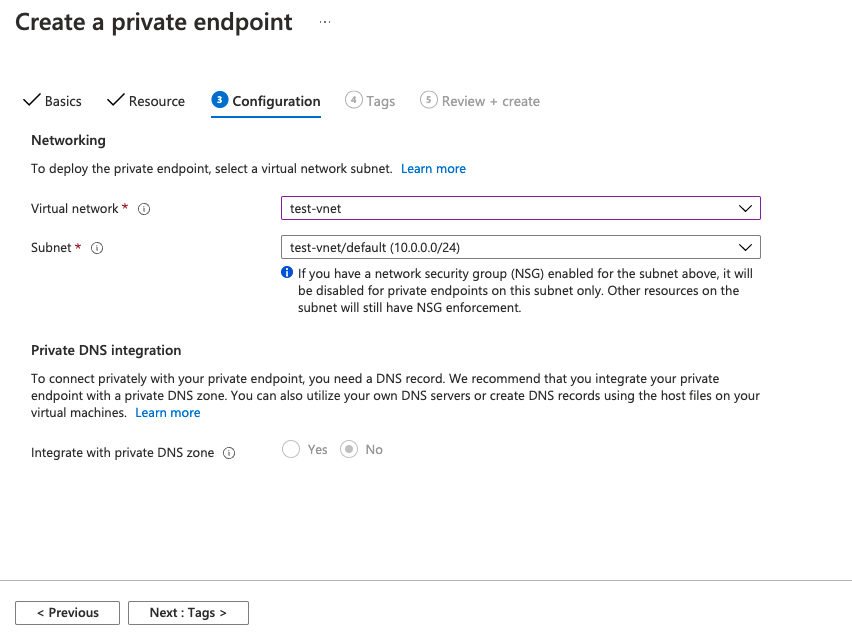 Create a private endpoint ...
Basics Resource 3 Configuration 4 Tags 5 Review + create
Networking
To deploy the private endpoint, select a virtual network subnet. Learn more
Virtual network * test-vnet
Subnet * test-vnet/default (10.0.0.0/24)
If you have a network security group (NSG) enabled for the subnet above, it will
be disabled for private endpoints on this subnet only. Other resources on the
subnet will still have NSG enforcement.
Private DNS integration
To connect privately with your private endpoint, you need a DNS record. We recommend that you integrate your private
endpoint with a private DNS zone. You can also utilize your own DNS servers or create DNS records using the host files on your
virtual machines. Learn more
Integrate with private DNS zone Yes No
< Previous Next : Tags >